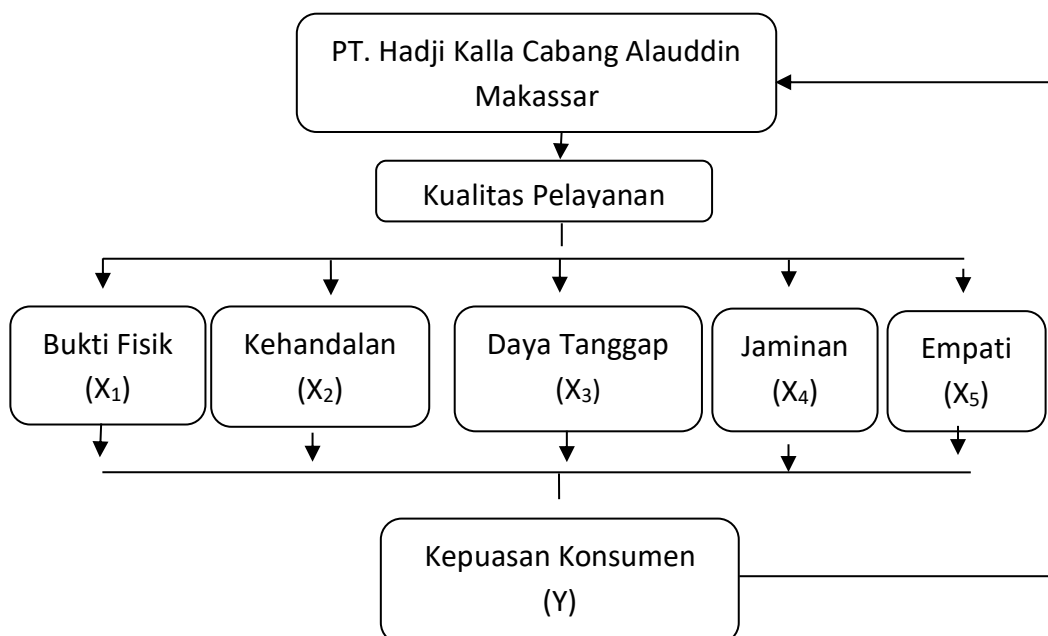 PT. Hadji Kalla Cabang Alauddin
Makassar
Kualitas Pelayanan
Bukti Fisik
(X₁)
Kehandalan
(X₂)
Daya Tanggap
(X₃)
Jaminan
(X₄)
Empati
(X₅)
Kepuasan Konsumen
(Y)